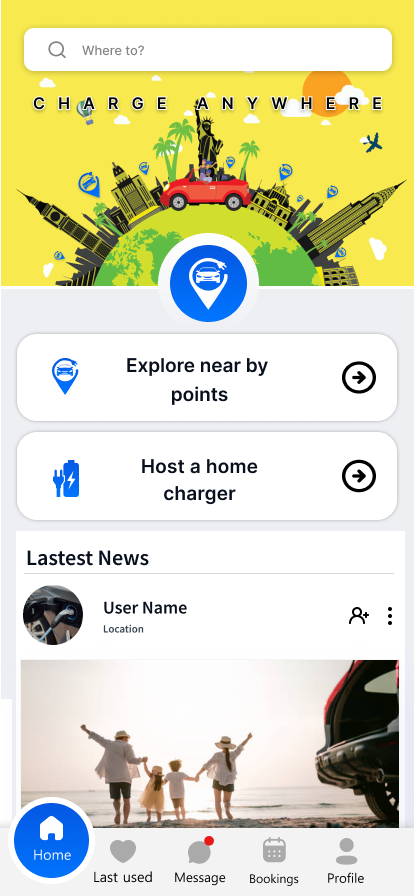 Where to?
CHARGE ANYWHERE
Explore near by
points
Host a home
charger
Lastest News
User Name
Location
Home
Last used
Message
Bookings
Profile